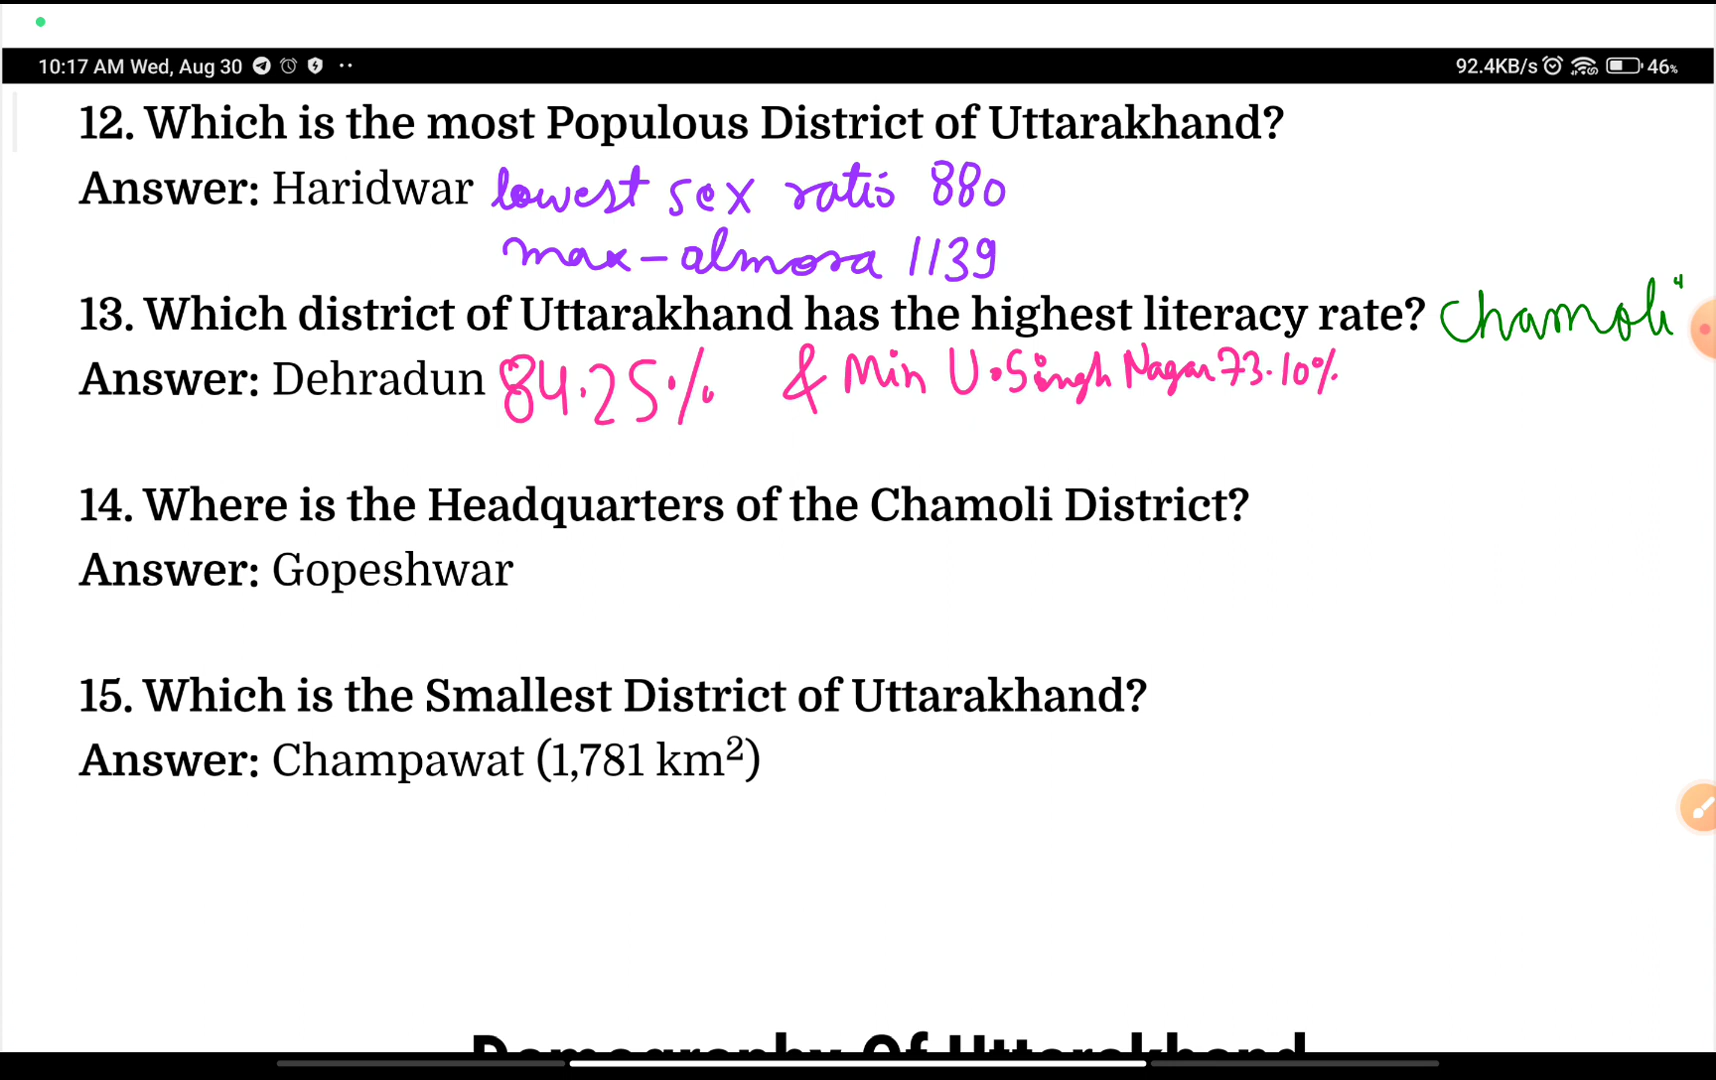 10:17 AM Wed, Aug 30 92.4KB/s 46%
12. Which is the most Populous District of Uttarakhand?
Answer: Haridwar lowest sex ratio 880
max - almora 1139
13. Which district of Uttarakhand has the highest literacy rate? Chamoli
Answer: Dehradun 84.25% & Min U.Singh Nagar 73.10%
14. Where is the Headquarters of the Chamoli District?
Answer: Gopeshwar
15. Which is the Smallest District of Uttarakhand?
Answer: Champawat (1,781 km²)
Demography Of Uttarakhand